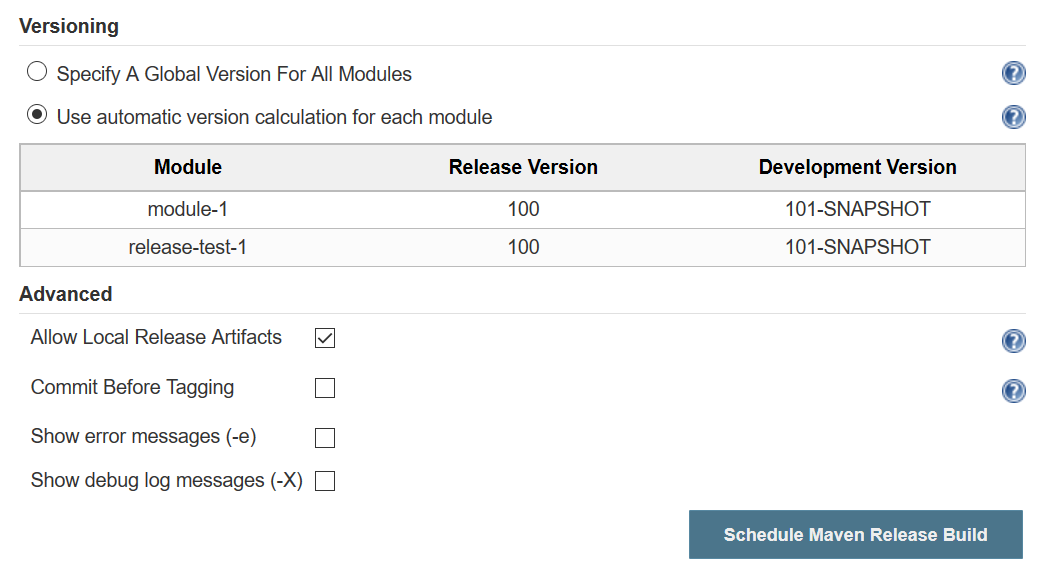 Versioning
Specify A Global Version For All Modules ?
Use automatic version calculation for each module ?
Module Release Version Development Version
module-1 100 101-SNAPSHOT
release-test-1 100 101-SNAPSHOT
Advanced
Allow Local Release Artifacts ?
Commit Before Tagging ?
Show error messages (-e)
Show debug log messages (-X)
Schedule Maven Release Build